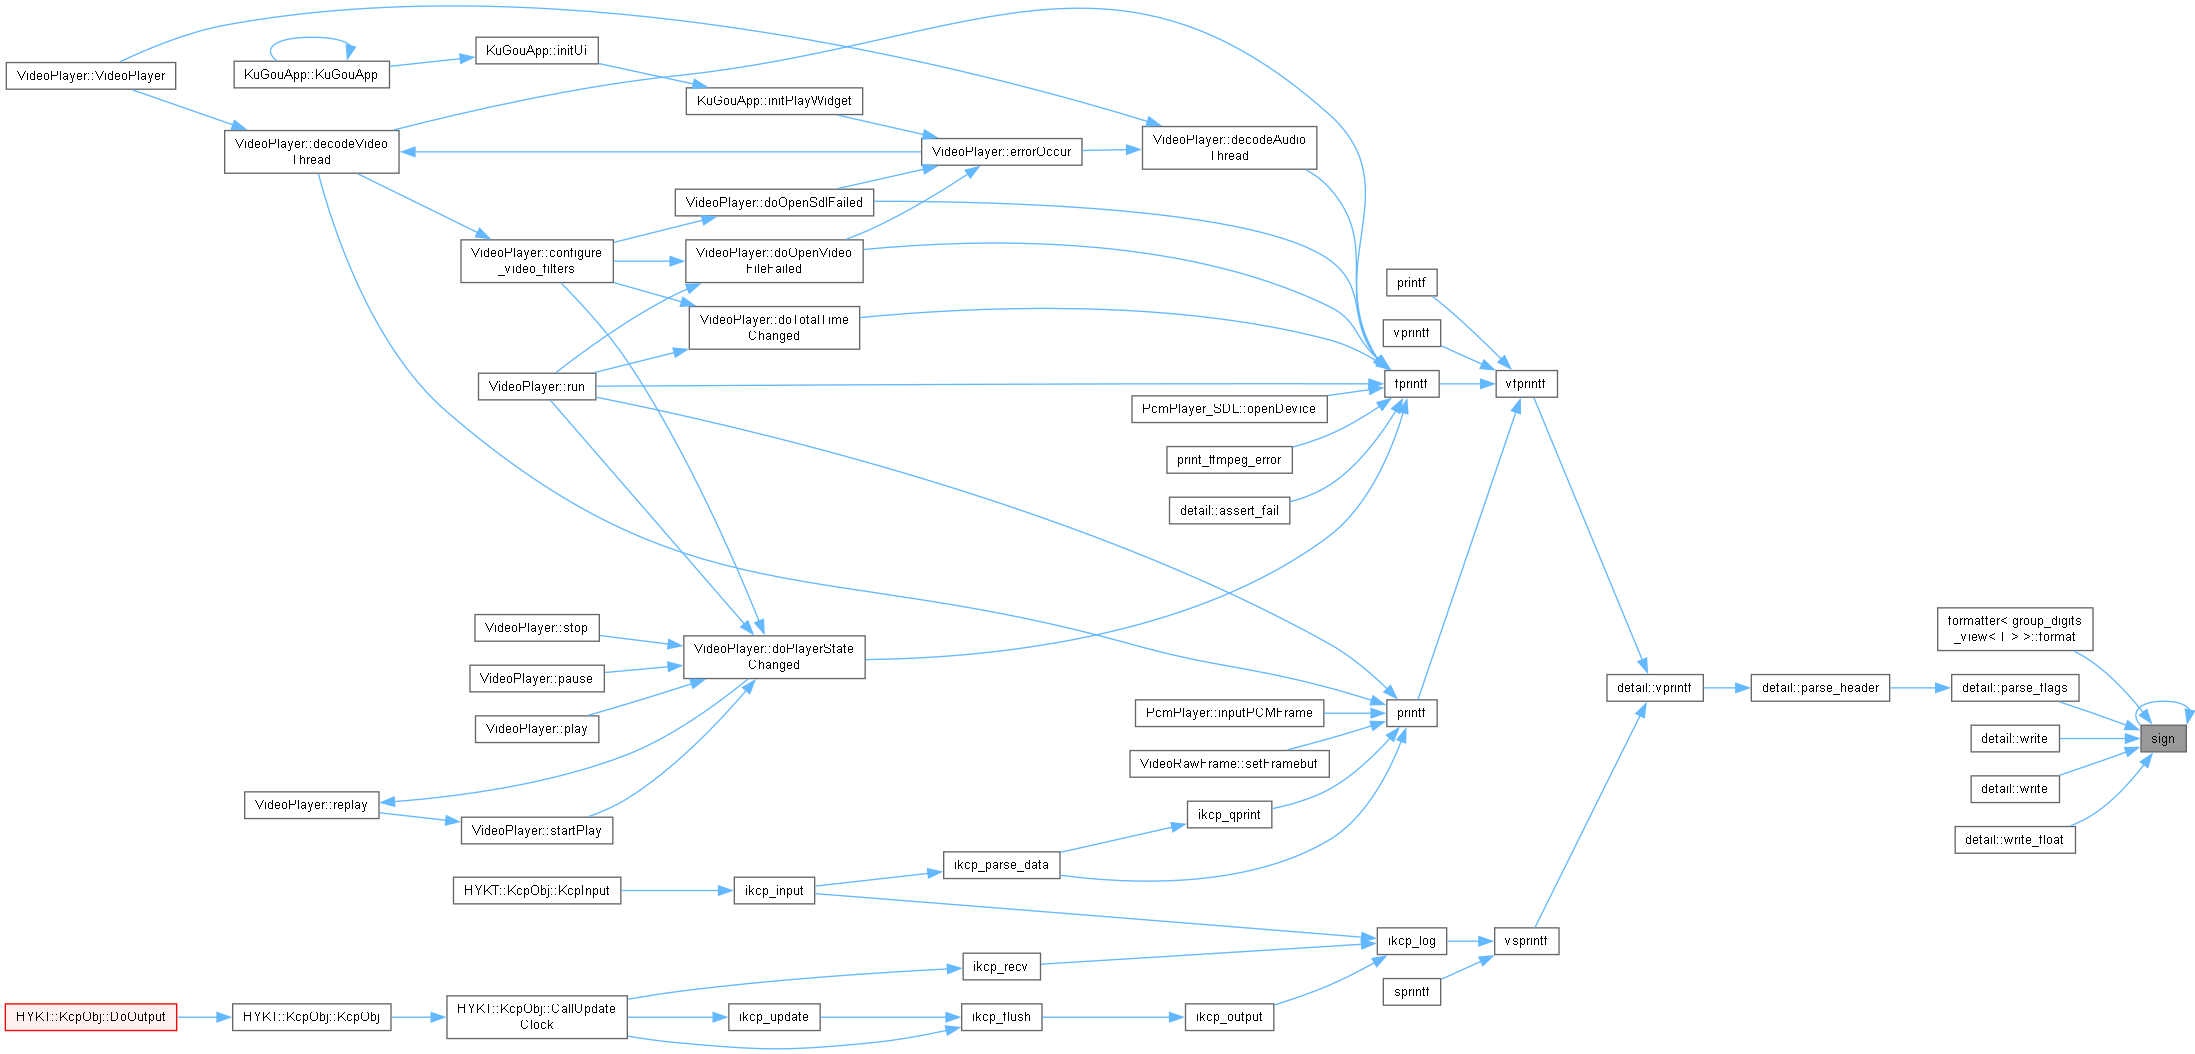 VideoPlayer::VideoPlayer
KuGouApp::KuGouApp
KuGouApp::initUi
KuGouApp::initPlayWidget
VideoPlayer::decodeVideo
Thread
VideoPlayer::errorOccur
VideoPlayer::decodeAudio
Thread
VideoPlayer::doOpenSdlFailed
VideoPlayer::configure
_video_filters
VideoPlayer::doOpenVideo
FileFailed
VideoPlayer::doTotalTime
Changed
VideoPlayer::run
printf
vprintf
fprintf
vfprintf
PcmPlayer_SDL::openDevice
print_ffmpeg_error
detail::assert_fail
VideoPlayer::stop
VideoPlayer::pause
VideoPlayer::play
VideoPlayer::doPlayerState
Changed
VideoPlayer::replay
VideoPlayer::startPlay
PcmPlayer::inputPCMFrame
VideoRawFrame::setFramebuf
printf
ikcp_qprint
ikcp_parse_data
HYKT::KcpObj::KcpInput
ikcp_input
ikcp_log
vsprintf
sprintf
ikcp_recv
HYKT::KcpObj::DoOutput
HYKT::KcpObj::KcpObj
HYKT::KcpObj::CallUpdate
Clock
ikcp_update
ikcp_flush
ikcp_output
detail::vprintf
detail::parse_header
detail::parse_flags
formatter< group_digits
_view< T > >::format
sign
detail::write
detail::write
detail::write_float